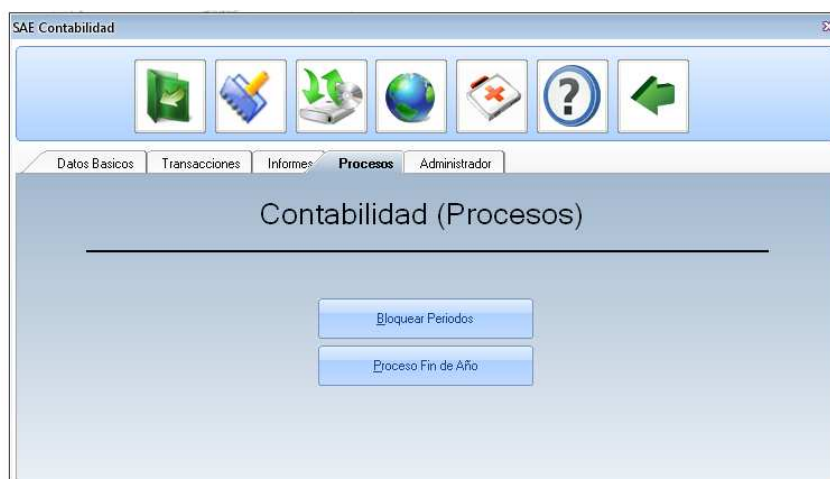 SAE Contabilidad
Datos Basicos Transacciones Informes Procesos Administrador
Contabilidad (Procesos)
Bloquear Periodos
Proceso Fin de Año